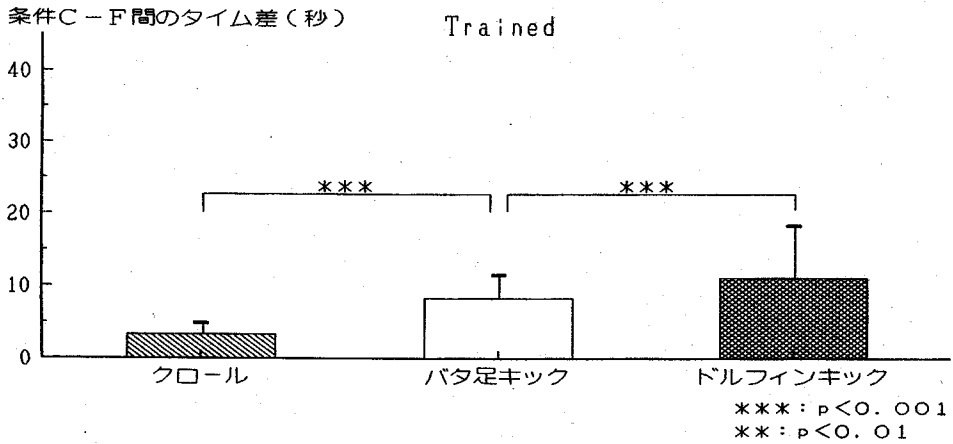 条件C－F間のタイム差（秒）
Trained
40
30
20
10
0
***
***
クロール
バタ足キック
ドルフィンキック
***：p＜0．001
**：p＜0．01